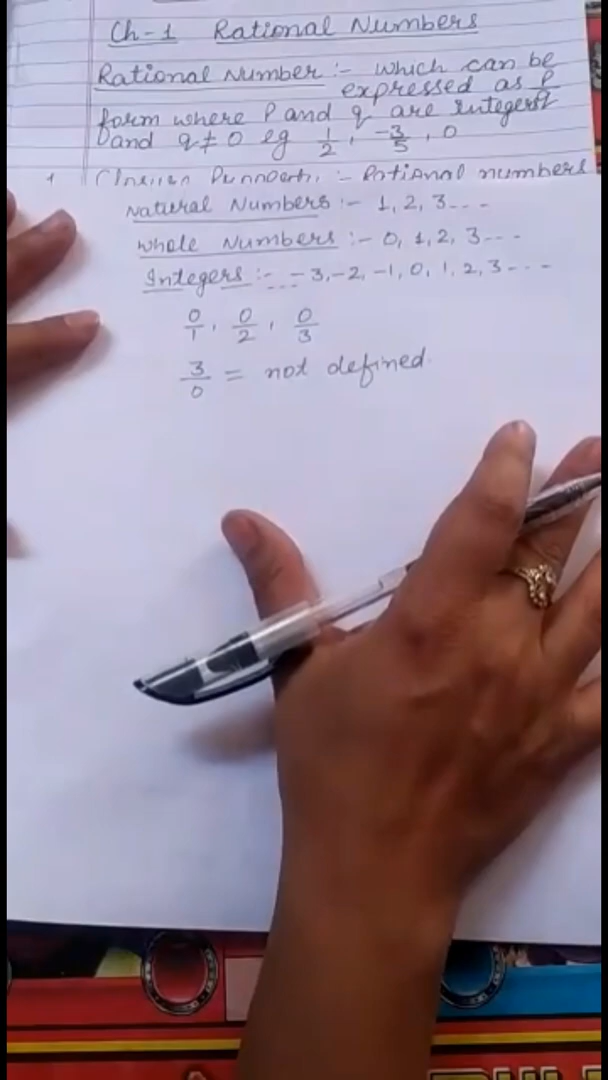 Ch-1 Rational Numbers
Rational Number :- which can be
expressed as P/q
form where P and q are integers
and q ≠ 0 eg 1/2, -3/5, 0
1 :- Rational numbers
Natural Numbers :- 1, 2, 3---
Whole Numbers :- 0, 1, 2, 3---
Integers :- --- -3, -2, -1, 0, 1, 2, 3---
0/1, 0/2, 0/3
3/0 = not defined.